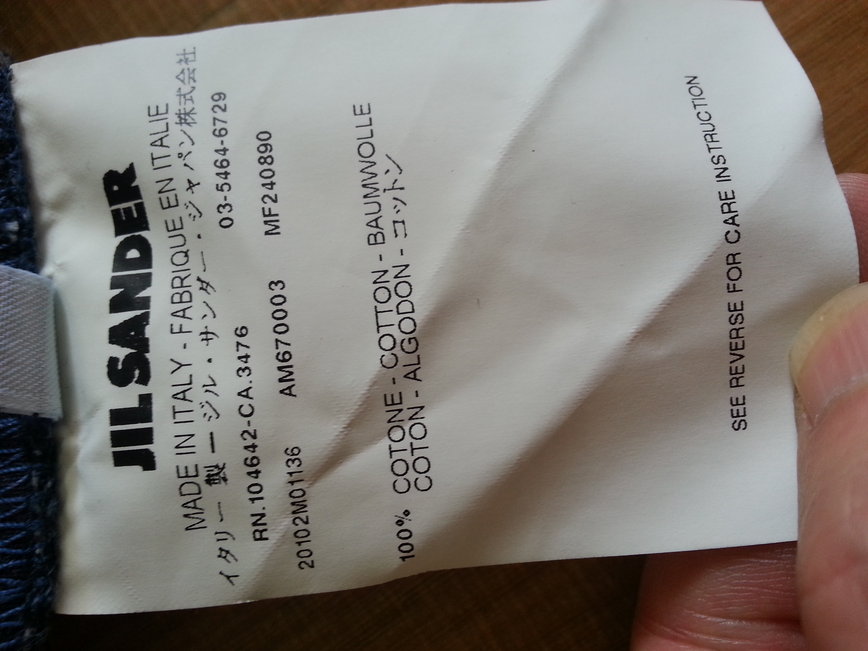 JIL SANDER
MADE IN ITALY - FABRIQUE EN ITALIE
イタリー製ージル・サンダー・ジャパン株式会社
RN.104642-CA.3476 03-5464-6729
20102M01136 AM670003 MF240890
100% COTONE - COTTON - BAUMWOLLE
COTON - ALGODON - コットン
SEE REVERSE FOR CARE INSTRUCTION